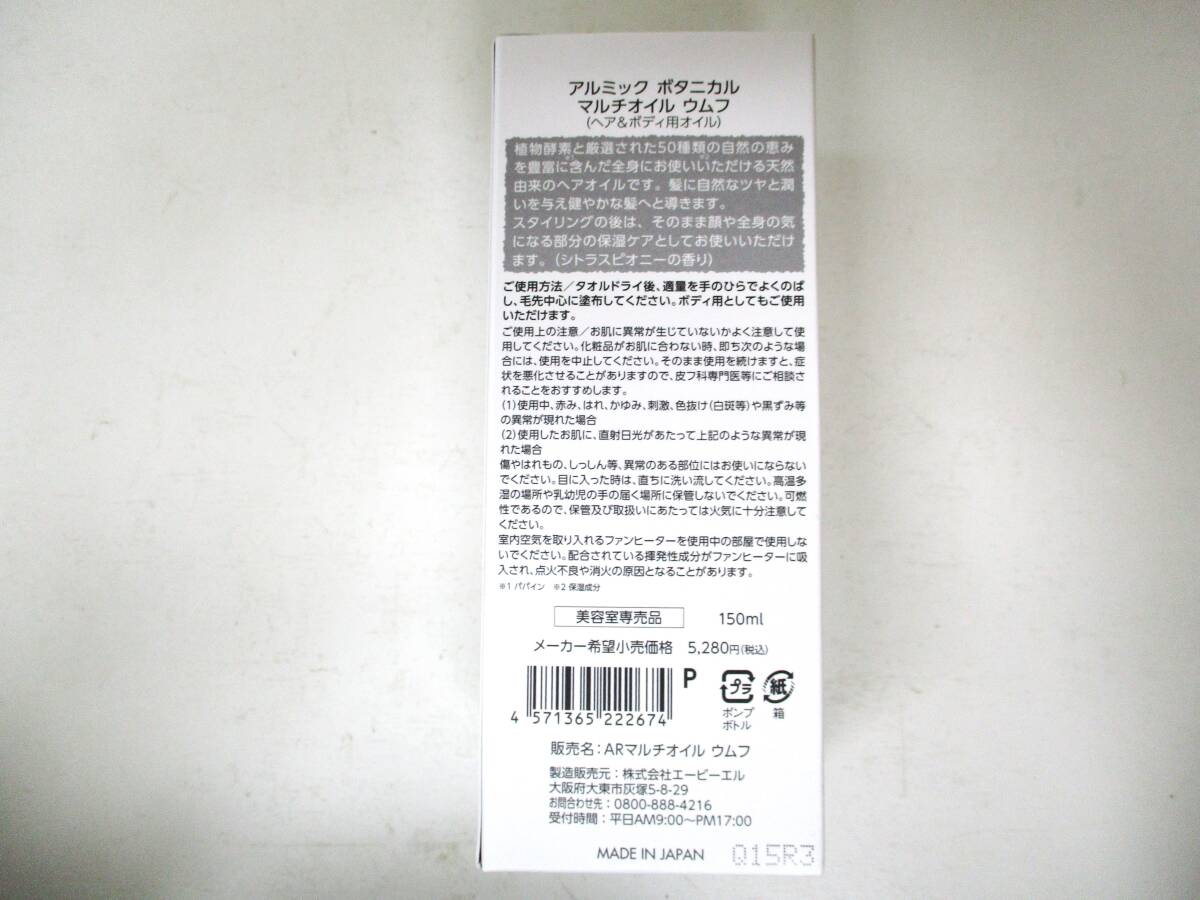 アルミック ボタニカル
マルチオイル ウムフ
(ヘア&ボディ用オイル)
植物酵素と厳選された50種類の自然の恵み
を豊富に含んだ全身にお使いいただける天然
由来のヘアオイルです。髪に自然なツヤと潤
いを与え健やかな髪へと導きます。
スタイリングの後は、そのまま顔や全身の気
になる部分の保湿ケアとしてお使いいただけ
ます。(シトラスピオニーの香り)
ご使用方法/タオルドライ後、適量を手のひらでよくのば
し、毛先中心に塗布してください。ボディ用としてもご使用
いただけます。
ご使用上の注意/お肌に異常が生じていないかよく注意して使
用してください。化粧品がお肌に合わない時、即ち次のような場
合には、使用を中止してください。そのまま使用を続けますと、症
状を悪化させることがありますので、皮フ科専門医等にご相談さ
れることをおすすめします。
(1)使用中、赤み、はれ、かゆみ、刺激、色抜け(白斑等)や黒ずみ等
の異常が現れた場合
(2)使用したお肌に、直射日光があたって上記のような異常が現
れた場合
傷やはれもの、しっしん等、異常のある部位にはお使いにならない
でください。目に入った時は、直ちに洗い流してください。高温多
湿の場所や乳幼児の手の届く場所に保管しないでください。可燃
性であるので、保管及び取扱いにあたっては火気に十分注意して
ください。
室内空気を取り入れるファンヒーターを使用中の部屋で使用しな
いでください。配合されている揮発性成分がファンヒーターに吸
入され、点火不良や消火の原因となることがあります。
※1 パパイン ※2 保湿成分
美容室専売品 150ml
メーカー希望小売価格 5,280円(税込)
P
プラ 紙
ポンプ 箱
ボトル
4 571365 222674
販売名:ARマルチオイル ウムフ
製造販売元:株式会社エービーエル
大阪府大東市灰塚5-8-29
お問合わせ先:0800-888-4216
受付時間:平日AM9:00〜PM17:00
MADE IN JAPAN Q15R3